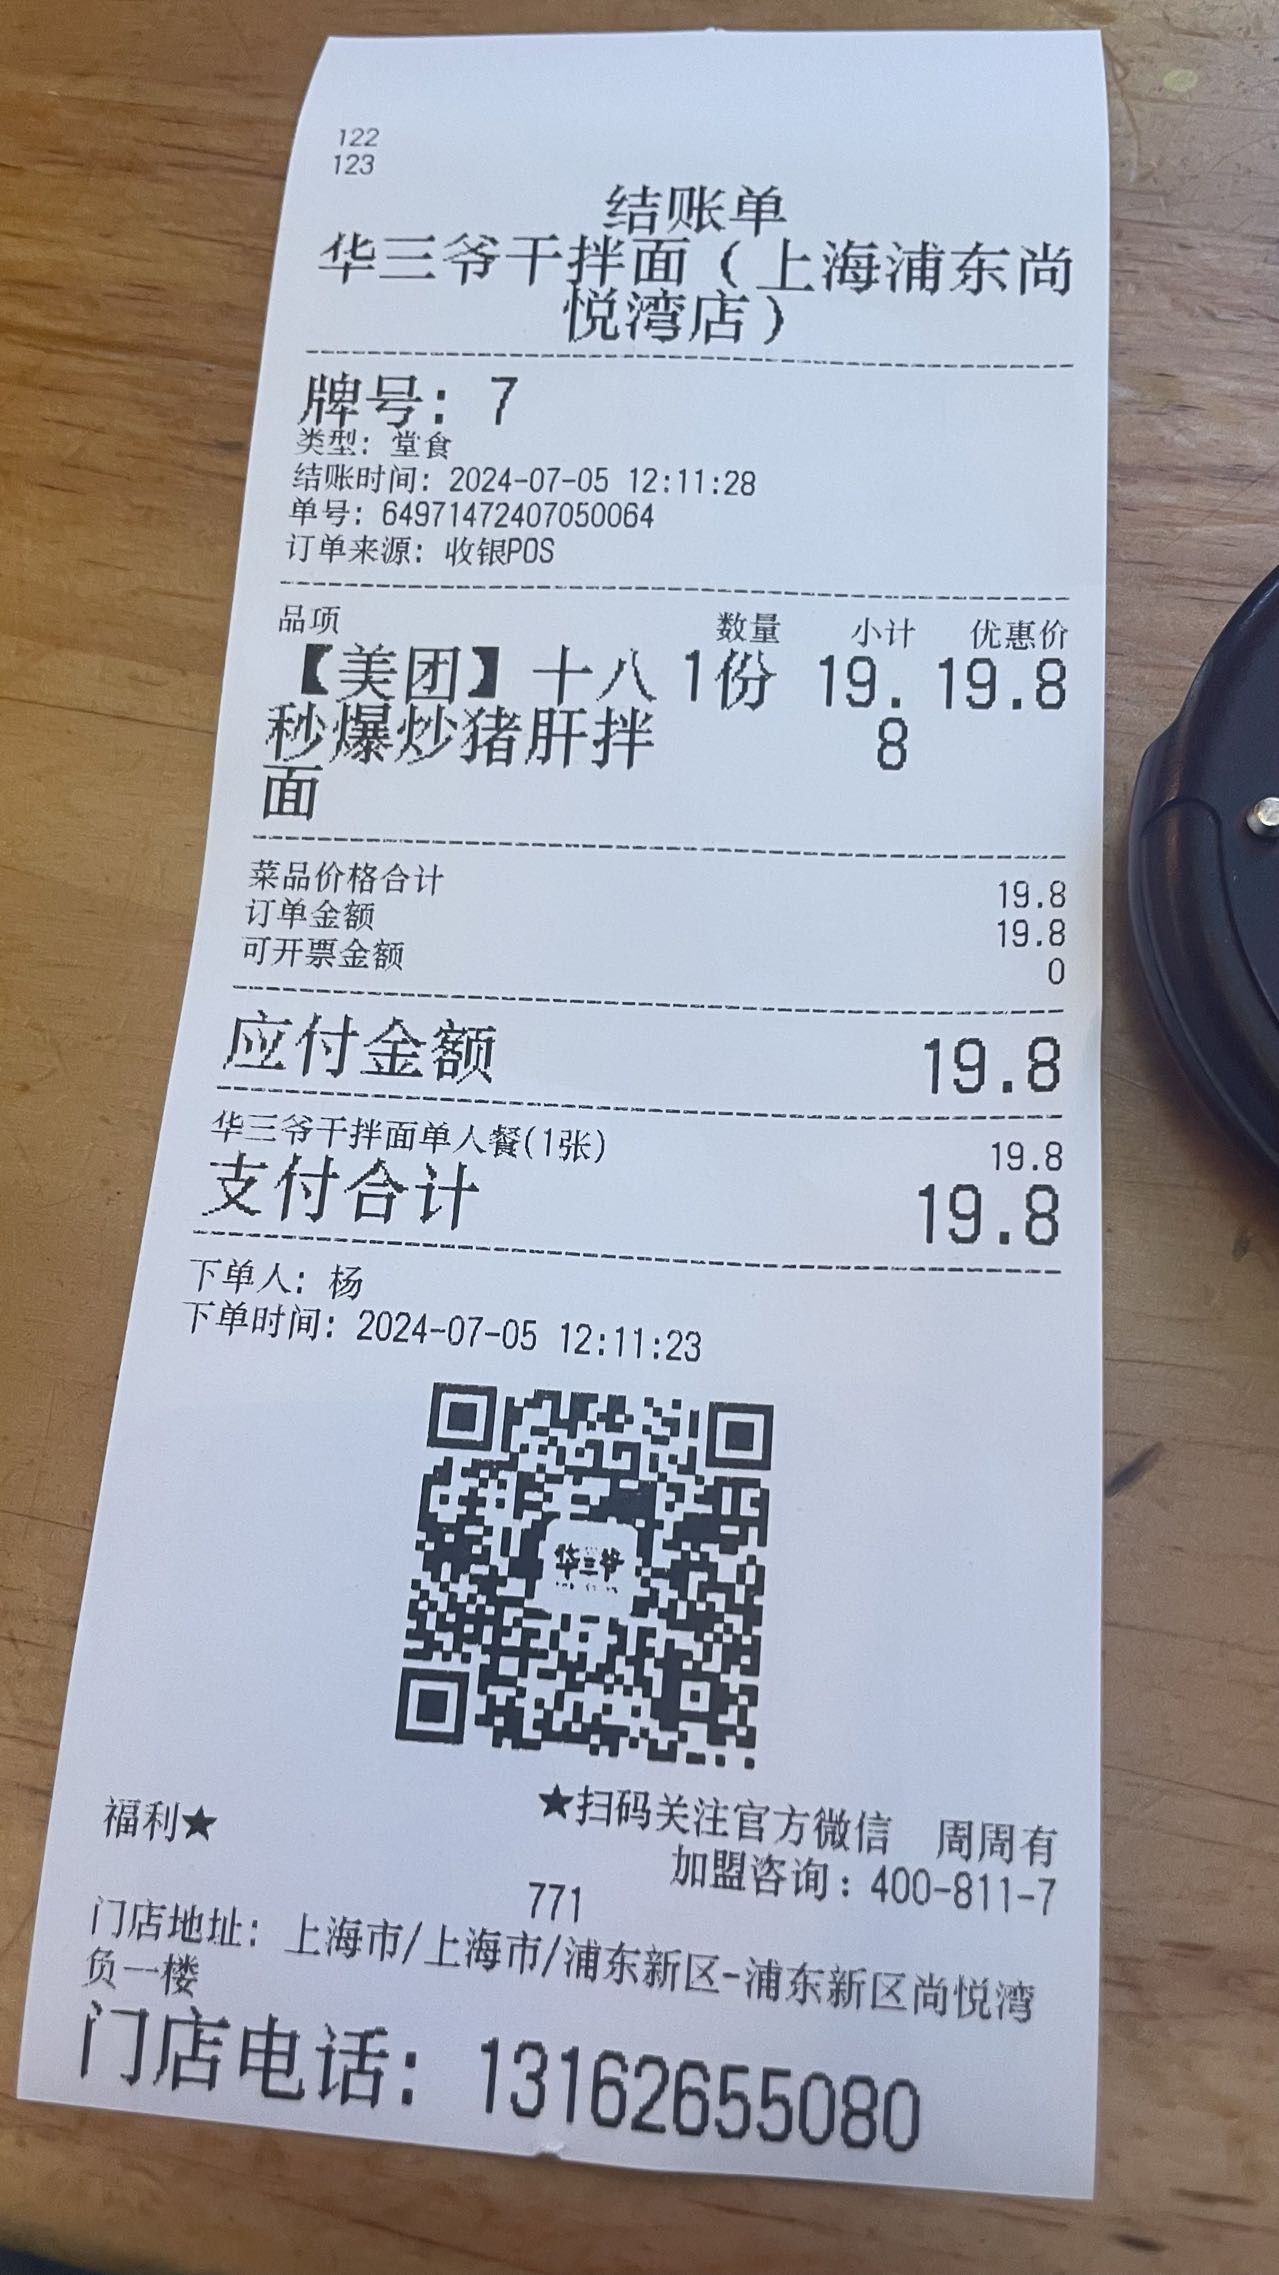 122
123
结账单
华三爷干拌面（上海浦东尚
悦湾店）
牌号：7
类型：堂食
结账时间：2024-07-05 12:11:28
单号：64971472407050064
订单来源：收银POS
品项 数量 小计 优惠价
【美团】十八 1份 19. 19.8
秒爆炒猪肝拌 8
面
菜品价格合计 19.8
订单金额 19.8
可开票金额 0
应付金额 19.8
华三爷干拌面单人餐(1张) 19.8
支付合计 19.8
下单人：杨
下单时间：2024-07-05 12:11:23
华三爷
★扫码关注官方微信 周周有
福利★
加盟咨询：400-811-7
771
门店地址：上海市/上海市/浦东新区-浦东新区尚悦湾
负一楼
门店电话：13162655080